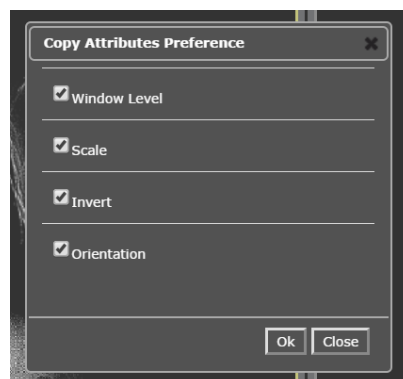 Copy Attributes Preference
Window Level
Scale
Invert
Orientation
Ok Close